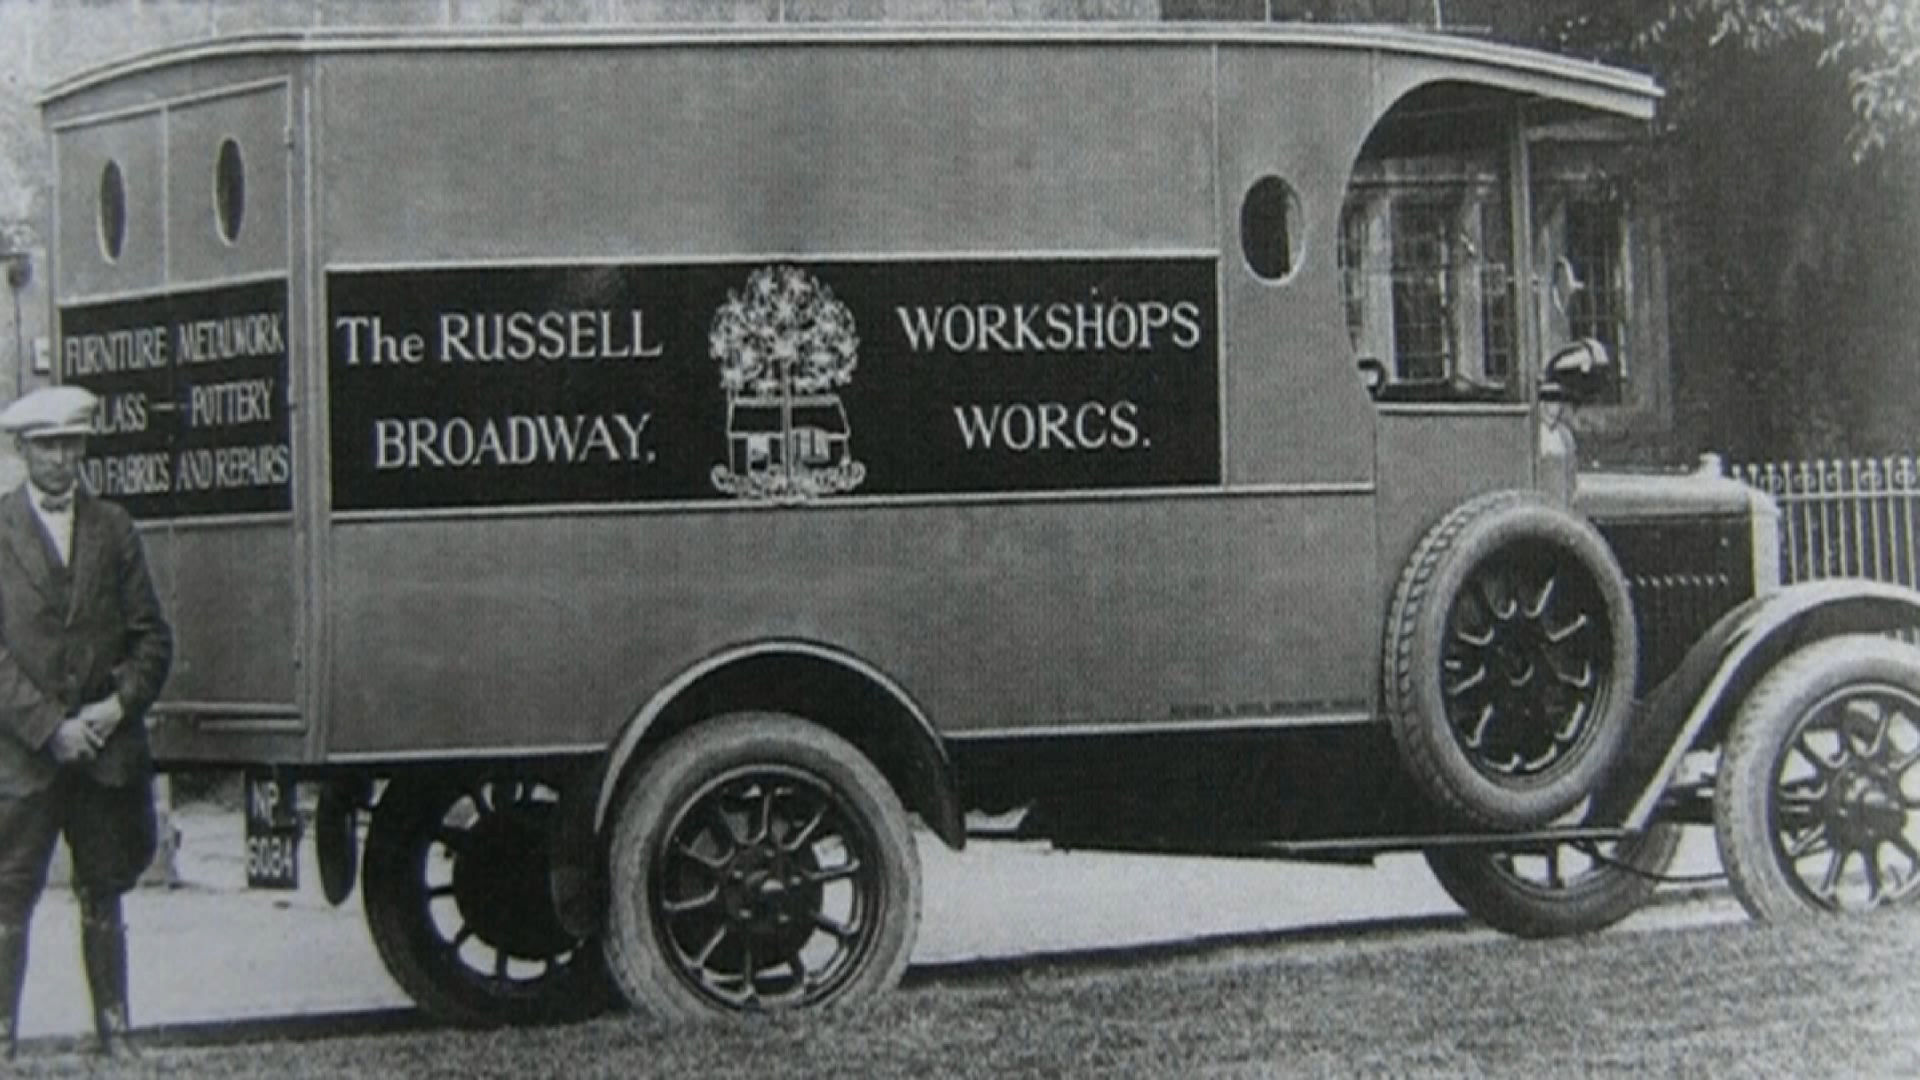 FURNITURE METALWORK
GLASS — POTTERY
AND FABRICS AND REPAIRS
The RUSSELL WORKSHOPS
BROADWAY. WORCS.
NP
6084